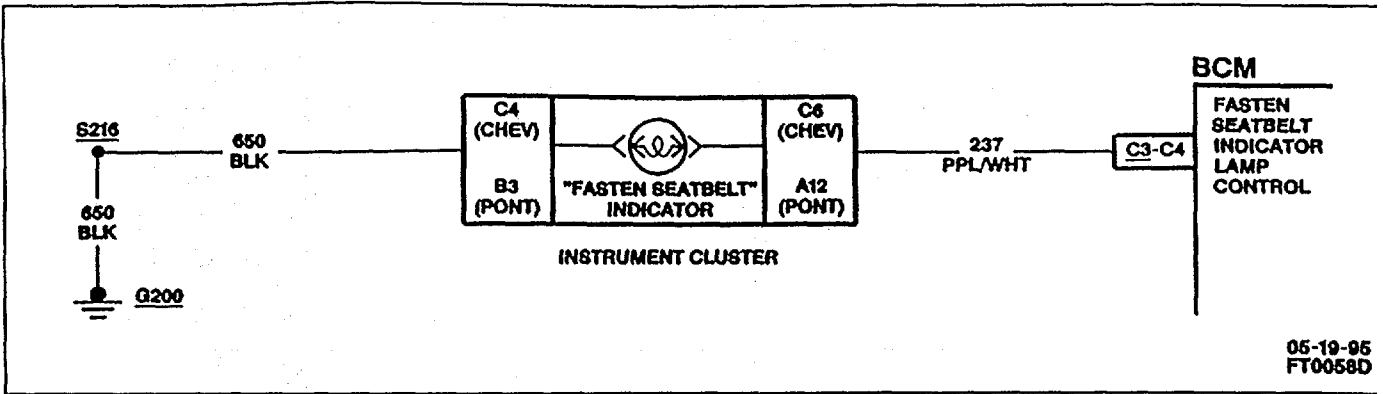 BCM
S216
650
BLK
650
BLK
G200
C4
(CHEV)
B3
(PONT)
"FASTEN SEATBELT"
INDICATOR
C6
(CHEV)
A12
(PONT)
INSTRUMENT CLUSTER
237
PPL/WHT
C3-C4
FASTEN
SEATBELT
INDICATOR
LAMP
CONTROL
05-19-95
FT0058D